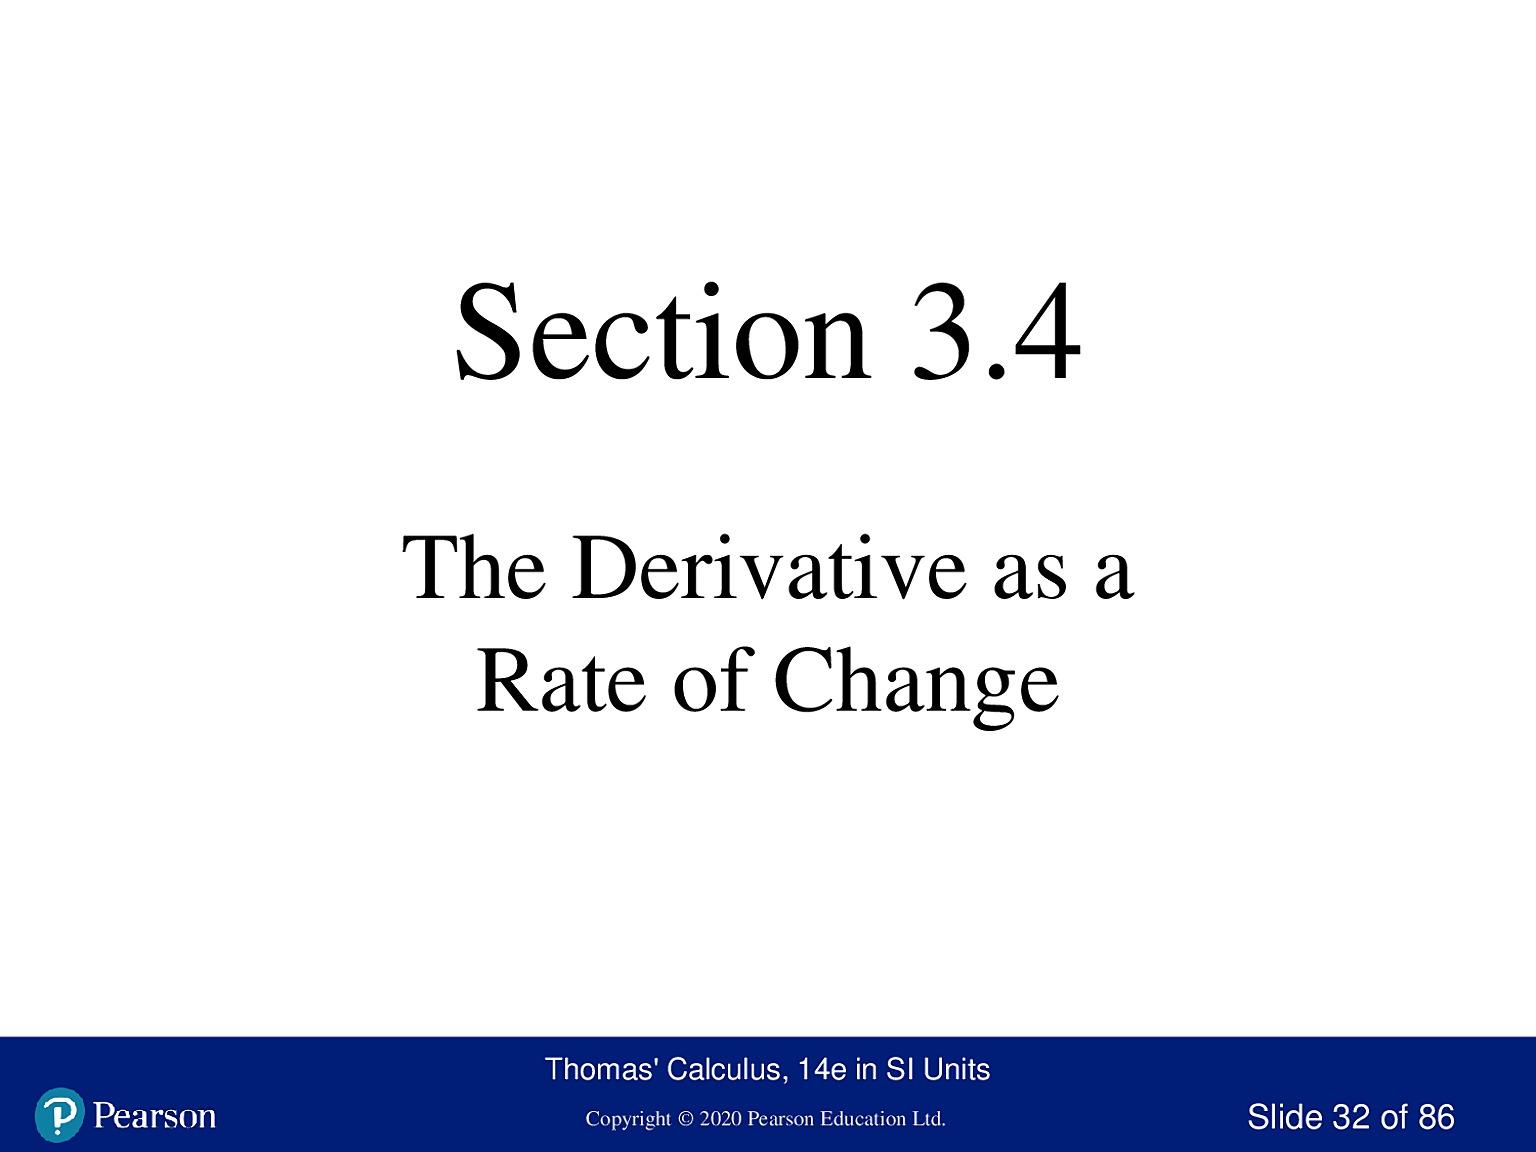 Section 3.4
The Derivative as a
Rate of Change
Thomas' Calculus, 14e in SI Units
Pearson
Copyright © 2020 Pearson Education Ltd.
Slide 32 of 86